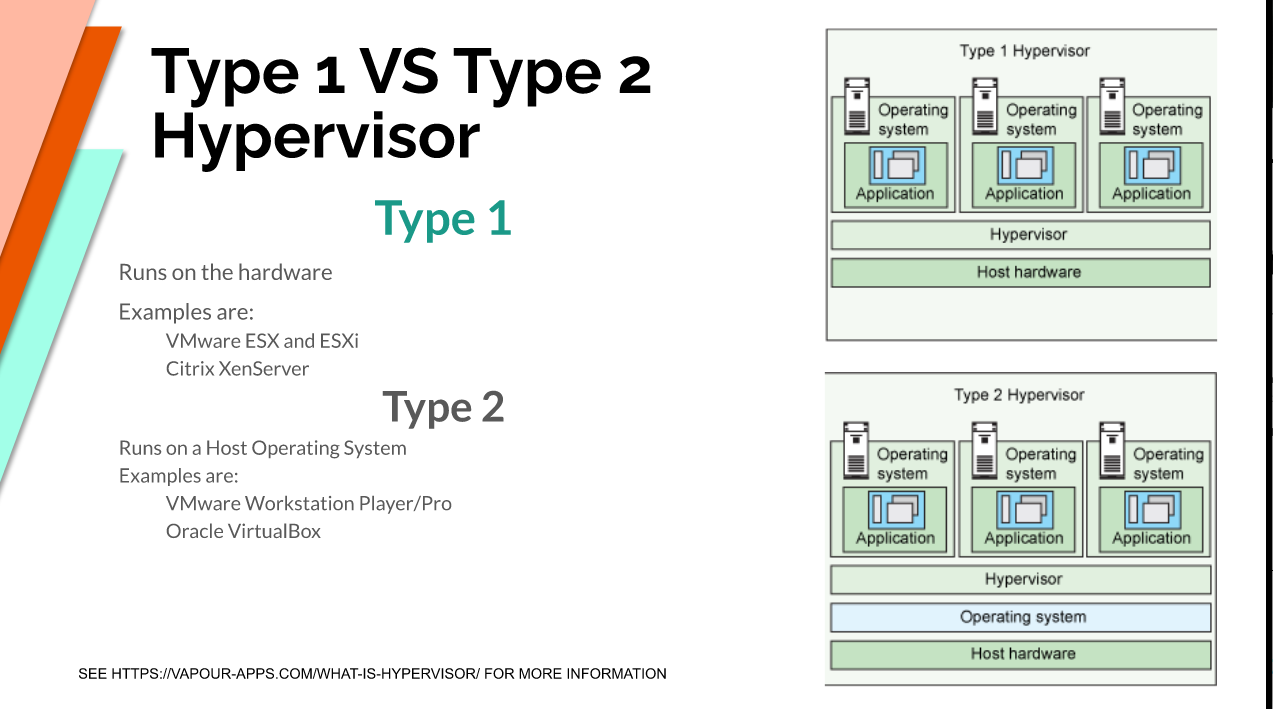 Type 1 VS Type 2
Hypervisor
Type 1
Runs on the hardware
Examples are:
VMware ESX and ESXi
Citrix XenServer
Type 2
Runs on a Host Operating System
Examples are:
VMware Workstation Player/Pro
Oracle VirtualBox
SEE HTTPS://VAPOUR-APPS.COM/WHAT-IS-HYPERVISOR/ FOR MORE INFORMATION
Type 1 Hypervisor
Operating
system
Application
Operating
system
Application
Operating
system
Application
Hypervisor
Host hardware
Type 2 Hypervisor
Operating
system
Application
Operating
system
Application
Operating
system
Application
Hypervisor
Operating system
Host hardware